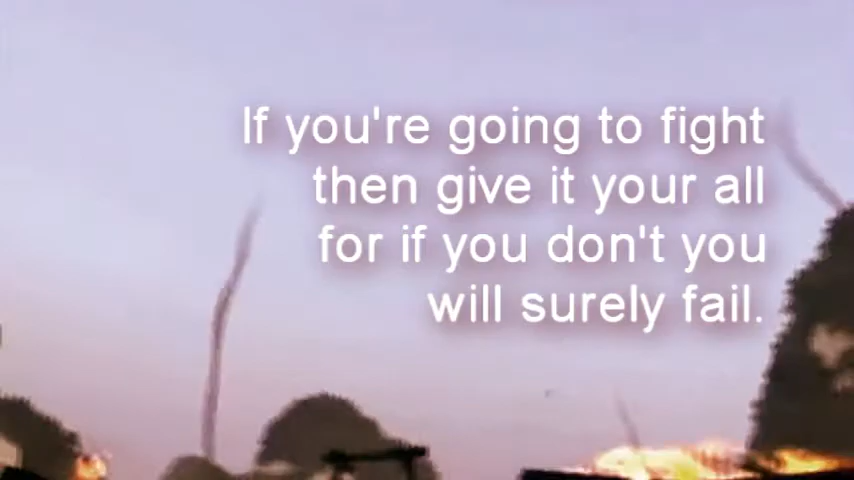 If you're going to fight
then give it your all
for if you don't you
will surely fail.